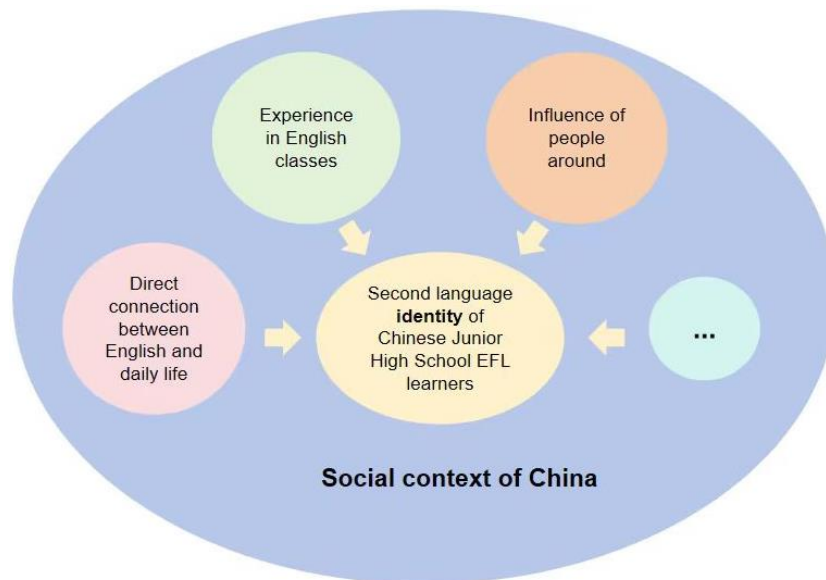 Experience
in English
classes
Influence of
people
around
Direct
connection
between
English and
daily life
Second language
identity of
Chinese Junior
High School EFL
learners
...
Social context of China